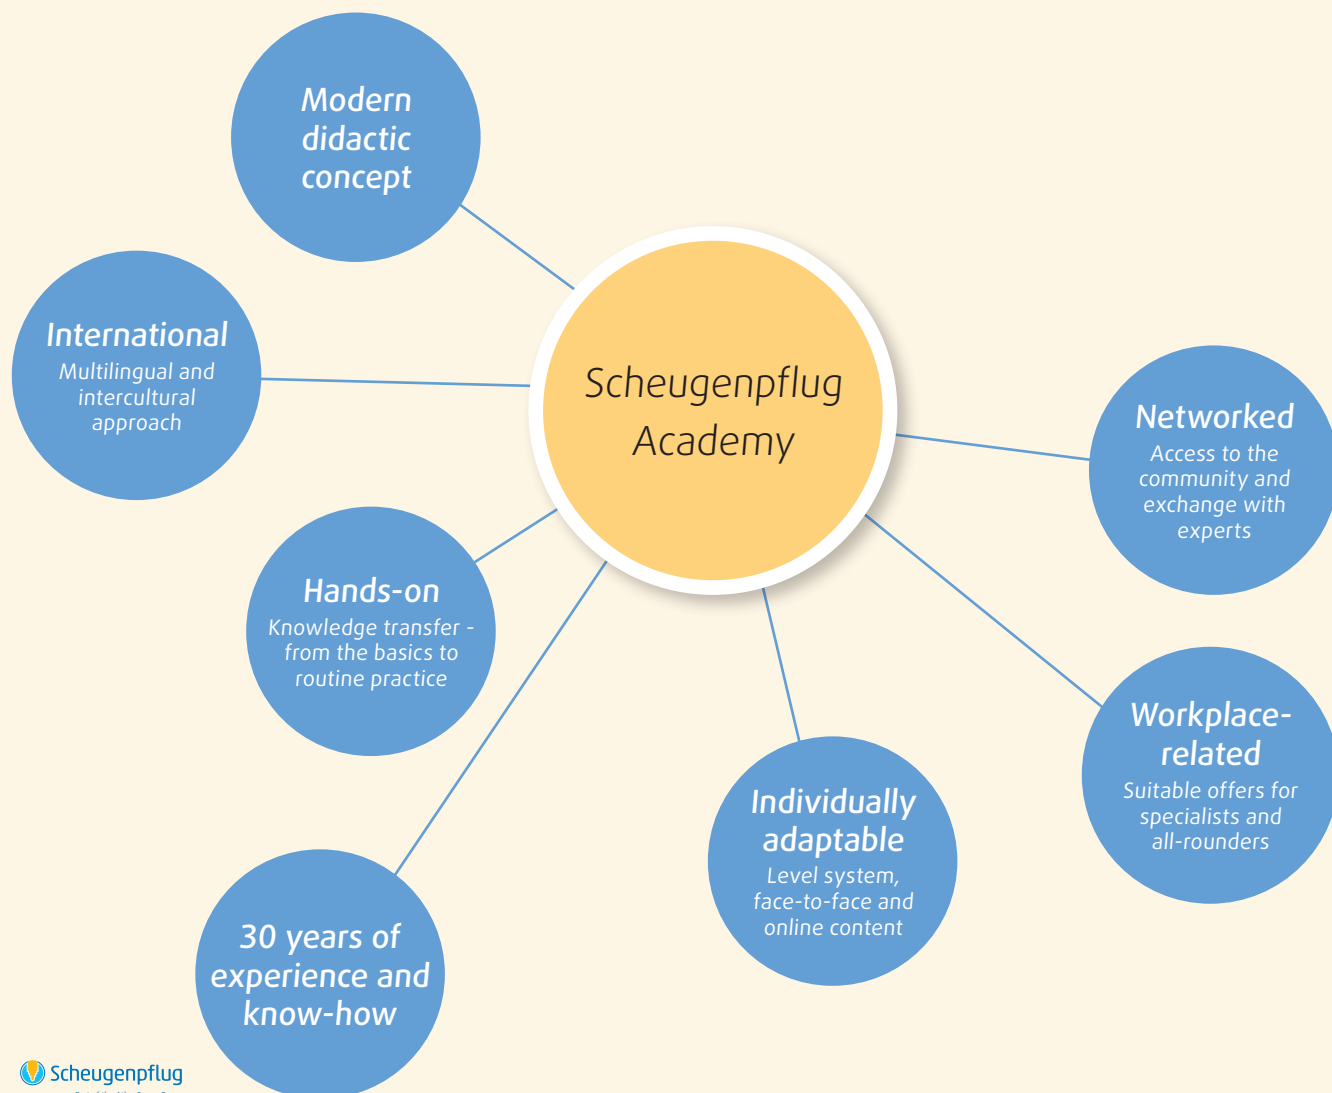 Modern
didactic
concept
International
Multilingual and
intercultural
approach
Scheugenpflug
Academy
Networked
Access to the
community and
exchange with
experts
Hands-on
Knowledge transfer -
from the basics to
routine practice
Workplace-
related
Suitable offers for
specialists and
all-rounders
Individually
adaptable
Level system,
face-to-face and
online content
30 years of
experience and
know-how
Scheugenpflug